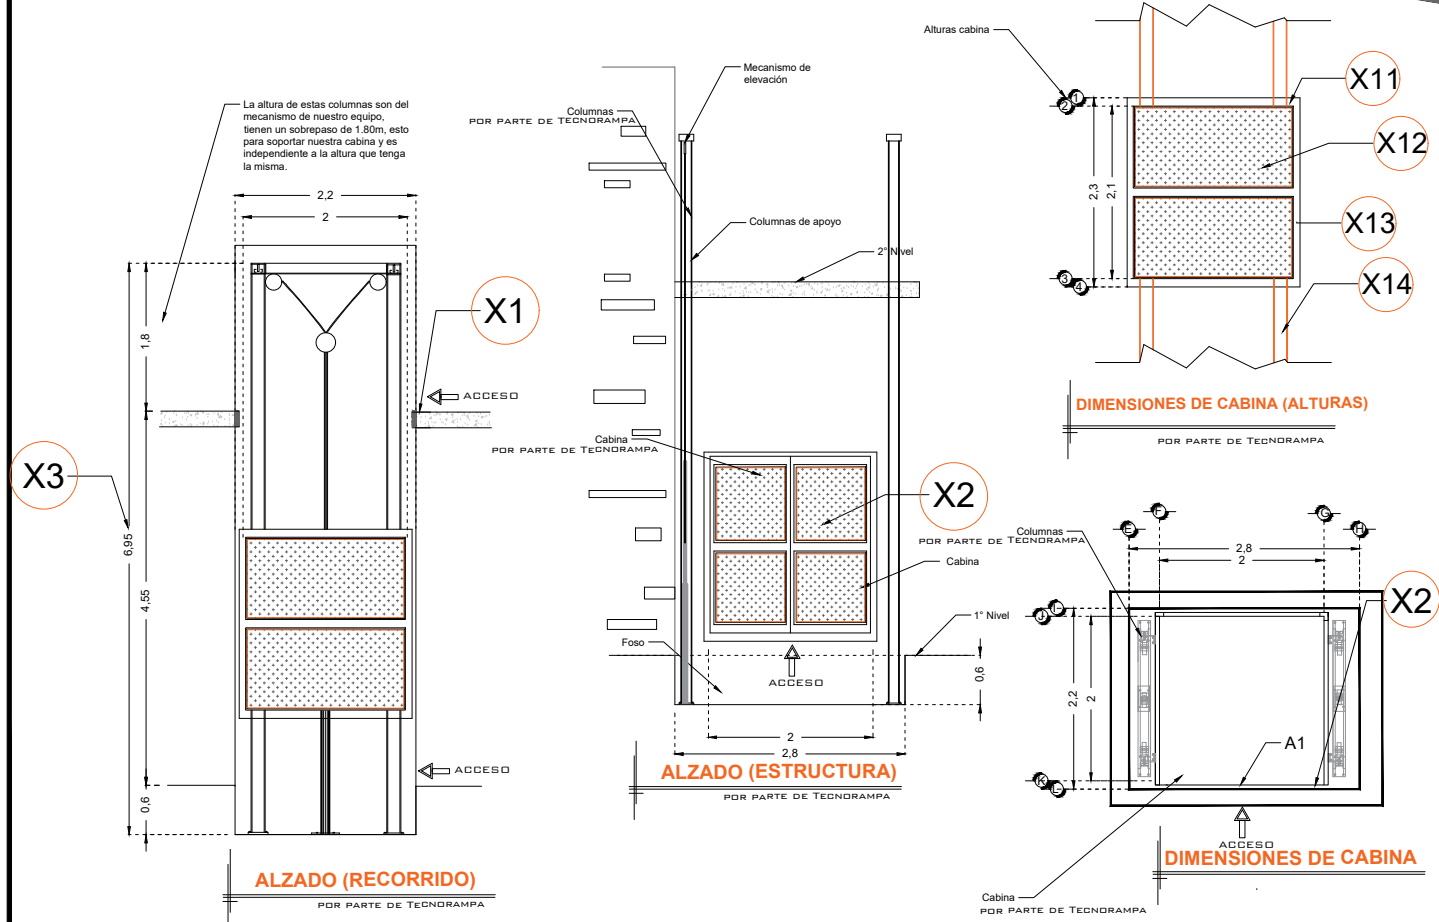 La altura de estas columnas son del
mecanismo de nuestro equipo,
tienen un sobrepaso de 1.80m, esto
para soportar nuestra cabina y es
independiente a la altura que tenga
la misma.
2,2
2
1,8
X1
ACCESO
X3
6,95
4,55
ACCESO
0,6
ALZADO (RECORRIDO)
POR PARTE DE TECNORAMPA
Mecanismo de
elevación
Columnas
POR PARTE DE TECNORAMPA
Columnas de apoyo
2° Nivel
Cabina
POR PARTE DE TECNORAMPA
X2
Cabina
1° Nivel
Foso
ACCESO
0,6
2
2,8
ALZADO (ESTRUCTURA)
POR PARTE DE TECNORAMPA
Alturas cabina
1
2
X11
X12
2,3
2,1
X13
3
4
X14
DIMENSIONES DE CABINA (ALTURAS)
POR PARTE DE TECNORAMPA
F
G
E
H
Columnas
POR PARTE DE TECNORAMPA
2,8
2
X2
I
J
2,2
2
A1
K
L
ACCESO
DIMENSIONES DE CABINA
Cabina
POR PARTE DE TECNORAMPA